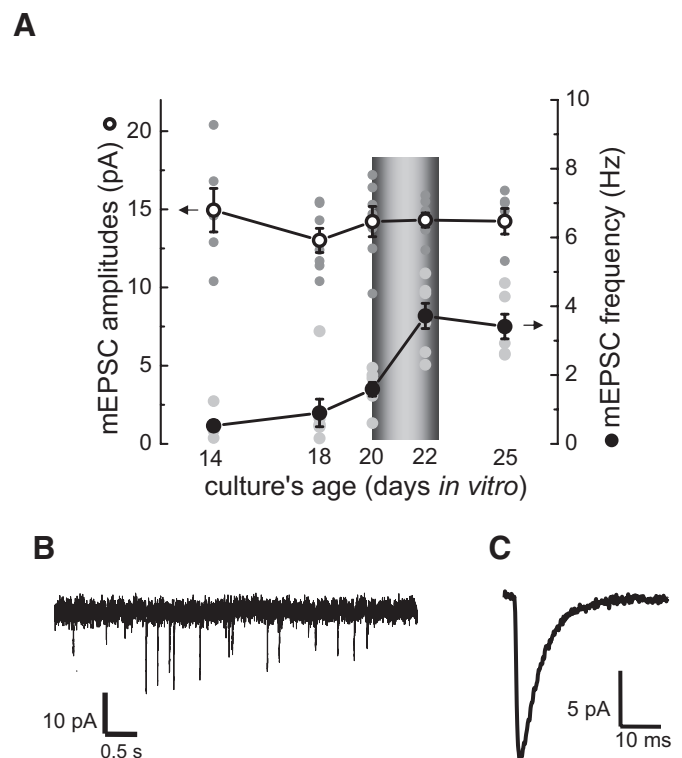 A
mEPSC amplitudes (pA)
20
15
10
5
0
10
8
6
4
2
0
mEPSC frequency (Hz)
14 18 20 22 25
culture's age (days in vitro)
B
10 pA
0.5 s
C
5 pA
10 ms